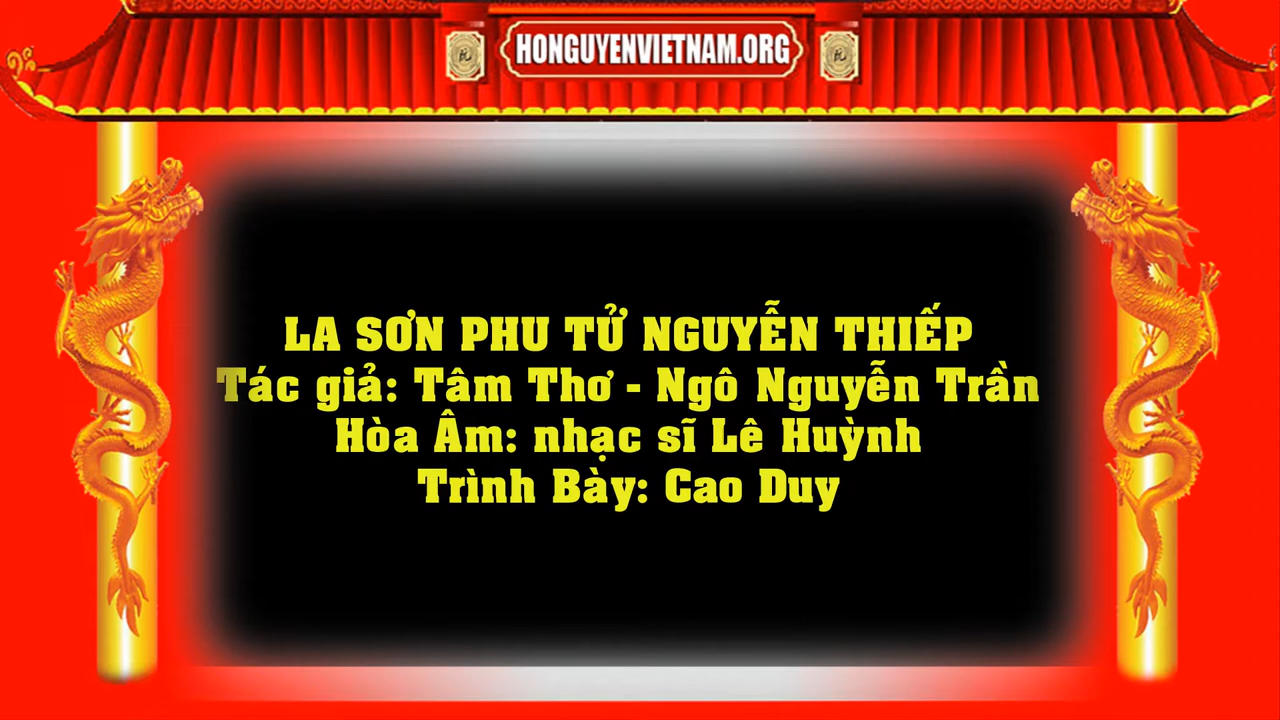 HONGUYENVIETNAM.ORG
LA SƠN PHU TỬ NGUYỄN THIẾP
Tác giả: Tâm Thơ - Ngô Nguyễn Trần
Hòa Âm: nhạc sĩ Lê Huỳnh
Trình Bày: Cao Duy